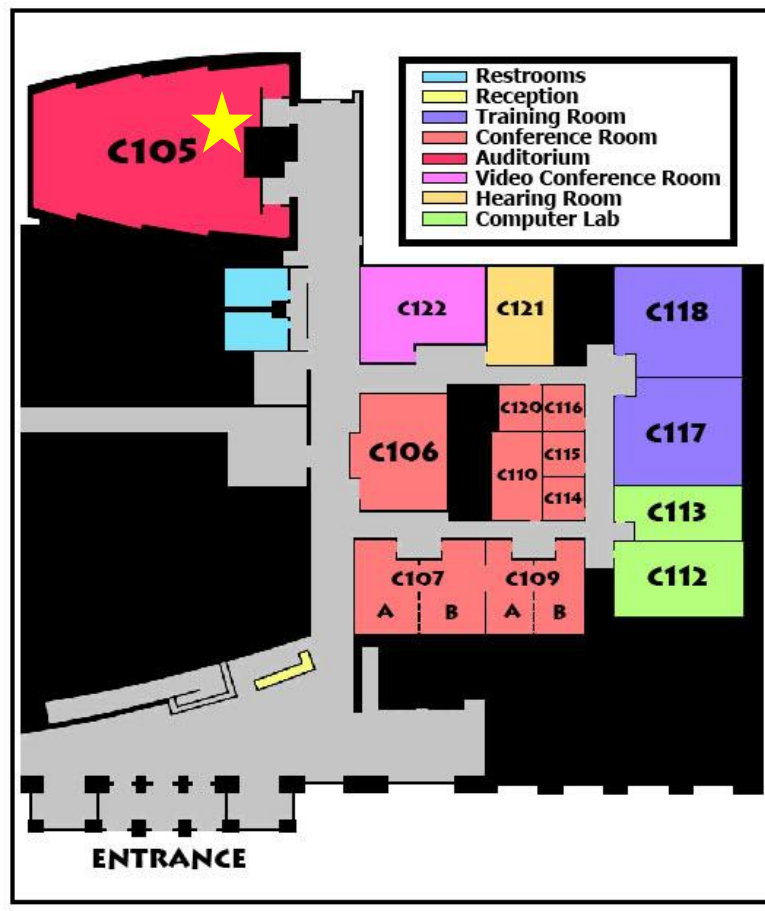 Restrooms
Reception
Training Room
Conference Room
Auditorium
Video Conference Room
Hearing Room
Computer Lab
C105
C122
C121
C118
C120
C116
C106
C110
C115
C117
C114
C113
C107
C109
C112
A
B
A
B
ENTRANCE